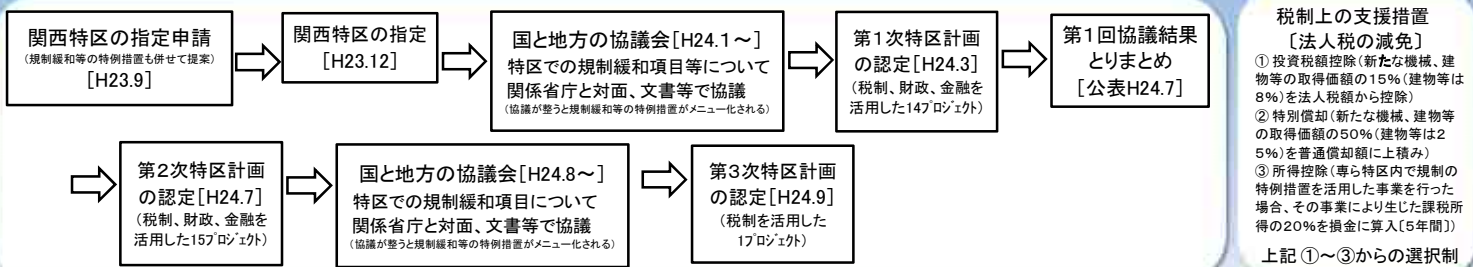 関西特区の指定申請
(規制緩和等の特例措置も併せて提案)
[H23.9]
関西特区の指定
[H23.12]
国と地方の協議会[H24.1～]
特区での規制緩和項目等について
関係省庁と対面、文書等で協議
(協議が整うと規制緩和等の特例措置がメニュー化される)
第1次特区計画
の認定[H24.3]
(税制、財政、金融を
活用した14プロジェクト)
第1回協議結果
とりまとめ
[公表H24.7]
第2次特区計画
の認定[H24.7]
(税制、財政、金融を
活用した15プロジェクト)
国と地方の協議会[H24.8～]
特区での規制緩和項目について
関係省庁と対面、文書等で協議
(協議が整うと規制緩和等の特例措置がメニュー化される)
第3次特区計画
の認定[H24.9]
(税制を活用した
1プロジェクト)
税制上の支援措置
〔法人税の減免〕
①投資税額控除(新たな機械、建
物等の取得価額の15%(建物等は
8%)を法人税額から控除)
②特別償却(新たな機械、建物等
の取得価額の50%(建物等は2
5%)を普通償却額に上積み)
③所得控除(専ら特区内で規制の
特例措置を活用した事業を行った
場合、その事業により生じた課税所
得の20%を損金に算入〔5年間〕)
上記①～③からの選択制